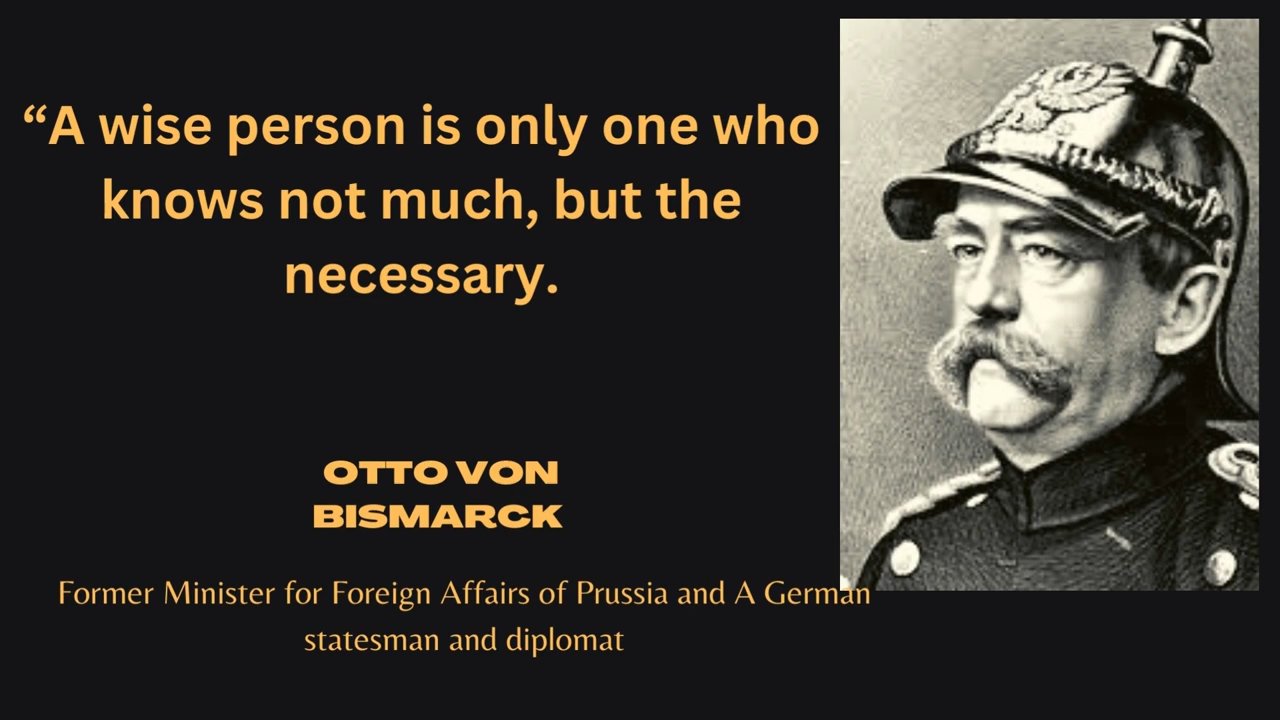 “A wise person is only one who
knows not much, but the
necessary.
OTTO VON
BISMARCK
Former Minister for Foreign Affairs of Prussia and A German
statesman and diplomat